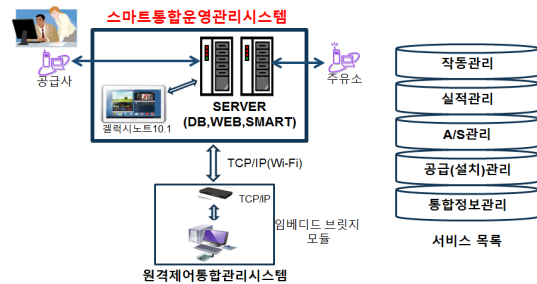 스마트통합운영관리시스템
공급사
주유소
갤럭시노트10.1
SERVER
(DB,WEB,SMART)
TCP/IP(Wi-Fi)
TCP/IP
임베디드 브릿지
모듈
원격제어통합관리시스템
작동관리
실적관리
A/S관리
공급(설치)관리
통합정보관리
서비스 목록